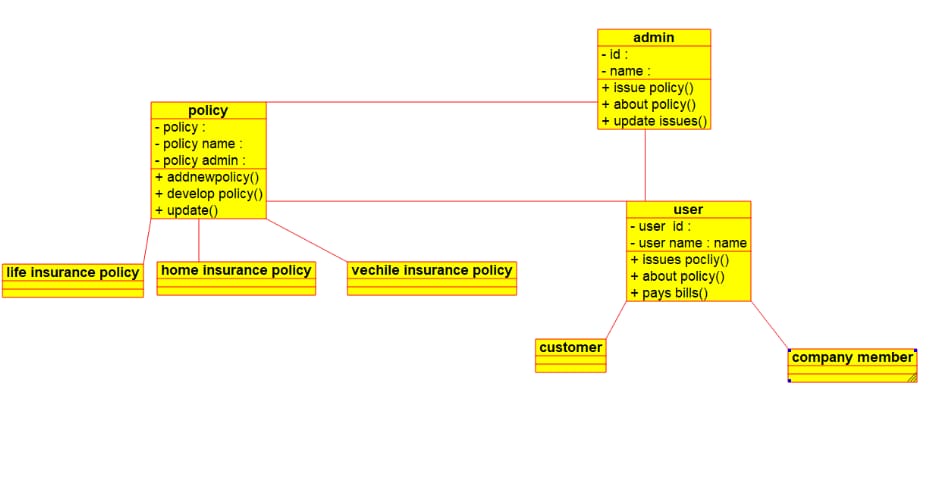 admin
- id :
- name :
+ issue policy()
+ about policy()
+ update issues()
policy
- policy :
- policy name :
- policy admin :
+ addnewpolicy()
+ develop policy()
+ update()
user
- user id :
- user name : name
+ issues pocliy()
+ about policy()
+ pays bills()
life insurance policy
home insurance policy
vechile insurance policy
customer
company member